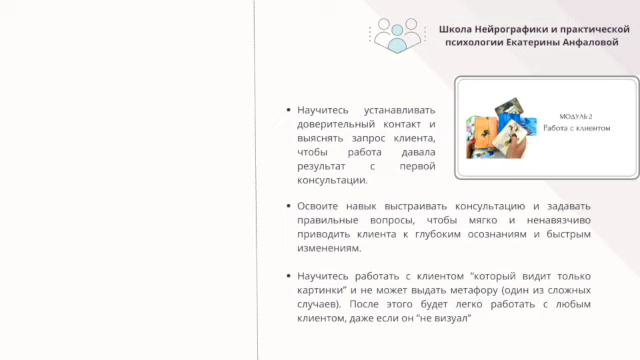 Школа Нейрографики и практической
психологии Екатерины Анфаловой
МОДУЛЬ 2
Работа с клиентом
• Научитесь устанавливать
доверительный контакт и
выяснять запрос клиента,
чтобы работа давала
результат с первой
консультации.
• Освоите навык выстраивать консультацию и задавать
правильные вопросы, чтобы мягко и ненавязчиво
приводить клиента к глубоким осознаниям и быстрым
изменениям.
• Научитесь работать с клиентом “который видит только
картинки” и не может выдать метафору (один из сложных
случаев). После этого будет легко работать с любым
клиентом, даже если он “не визуал”